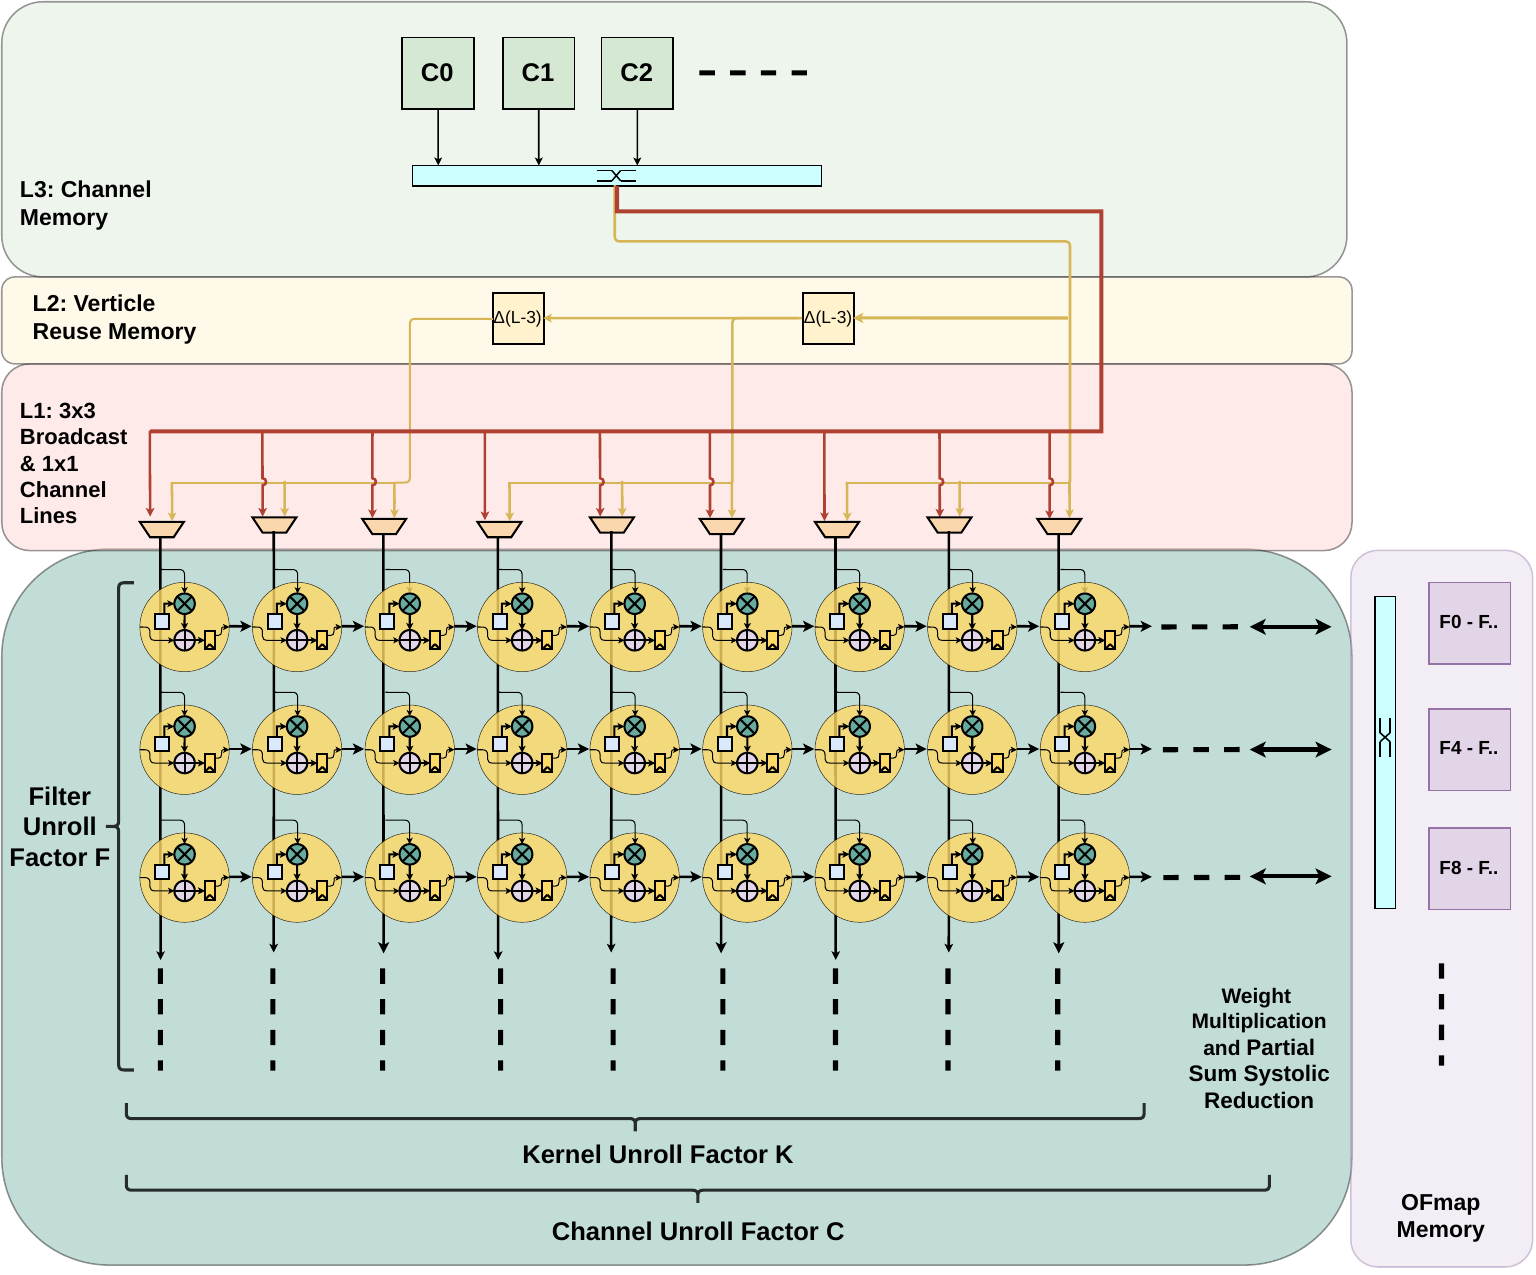 C0 C1 C2
L3: Channel
Memory
L2: Verticle
Reuse Memory
Δ(L-3) Δ(L-3)
L1: 3x3
Broadcast
& 1x1
Channel
Lines
Filter
Unroll
Factor F
F0 - F..
F4 - F..
F8 - F..
Weight
Multiplication
and Partial
Sum Systolic
Reduction
Kernel Unroll Factor K
Channel Unroll Factor C
OFmap
Memory